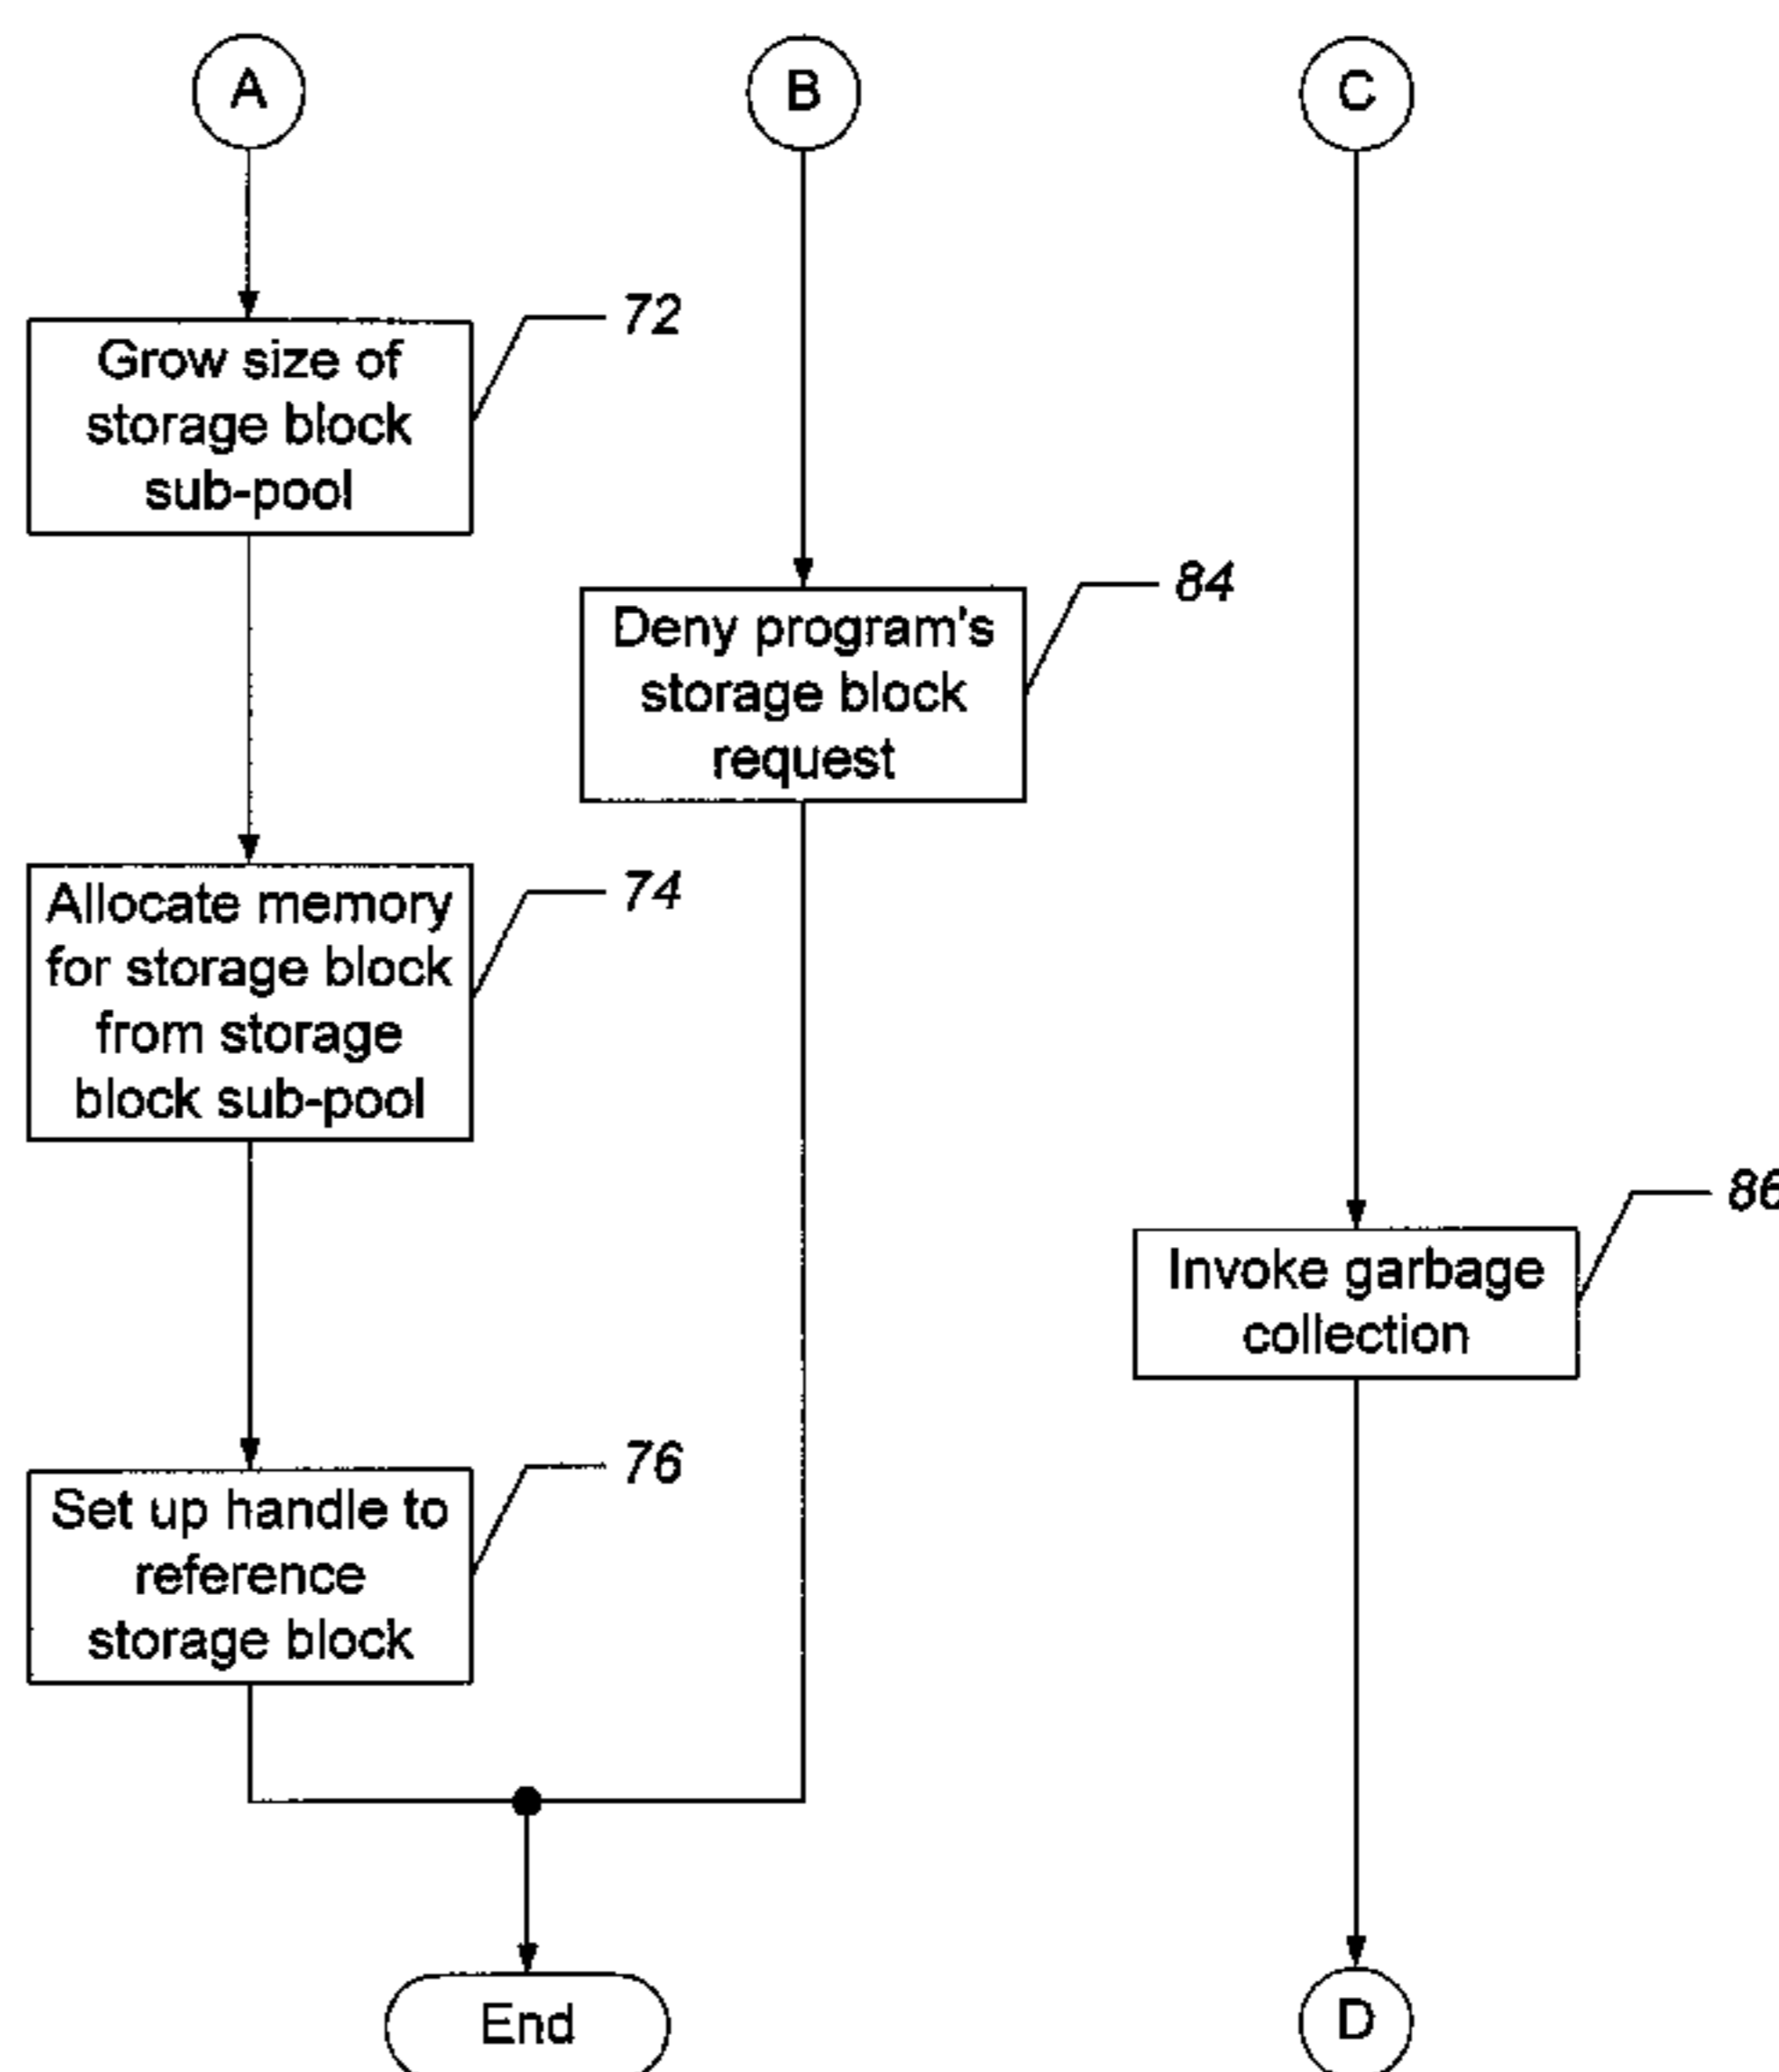 A
B
C
72
Grow size of
storage block
sub-pool
84
Deny program's
storage block
request
74
Allocate memory
for storage block
from storage
block sub-pool
86
Invoke garbage
collection
76
Set up handle to
reference
storage block
End
D